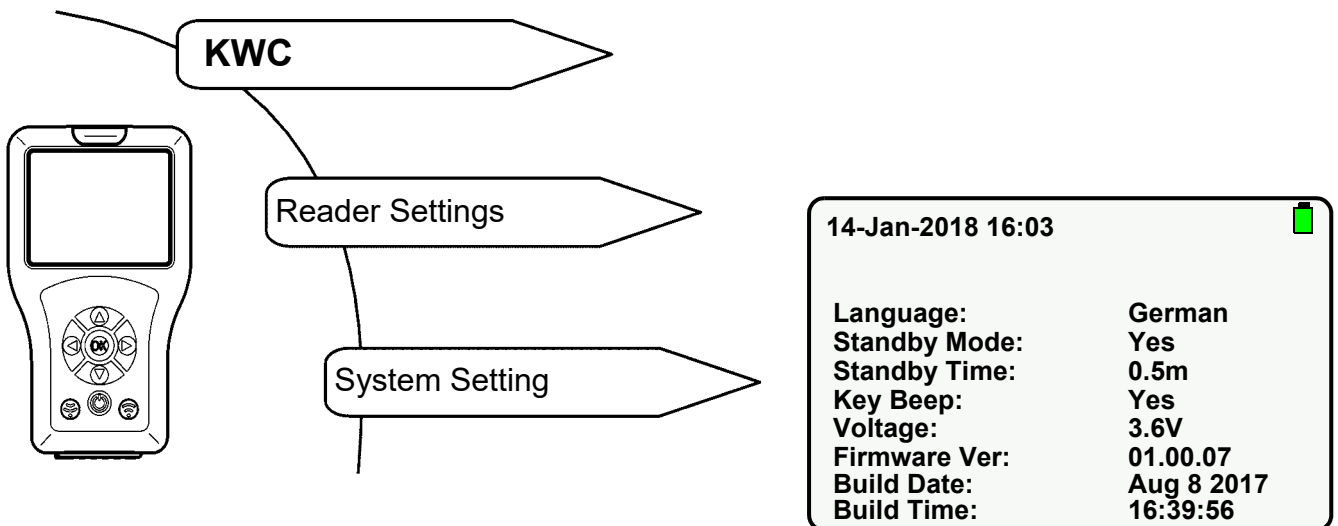 KWC
Reader Settings
System Setting
OK
14-Jan-2018 16:03
Language: German
Standby Mode: Yes
Standby Time: 0.5m
Key Beep: Yes
Voltage: 3.6V
Firmware Ver: 01.00.07
Build Date: Aug 8 2017
Build Time: 16:39:56